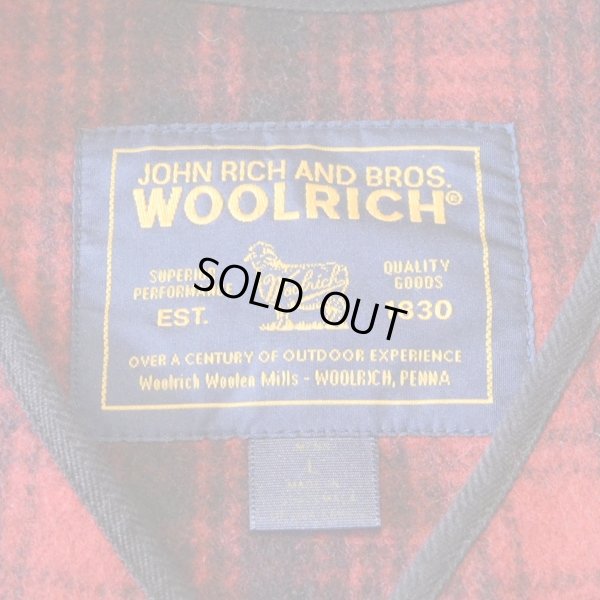 JOHN RICH AND BROS.
WOOLRICH®
SUPERIOR PERFORMANCE
Woolrich
QUALITY GOODS
EST.
1830
SOLD OUT
OVER A CENTURY OF OUTDOOR EXPERIENCE
Woolrich Woolen Mills - WOOLRICH, PENNA
L